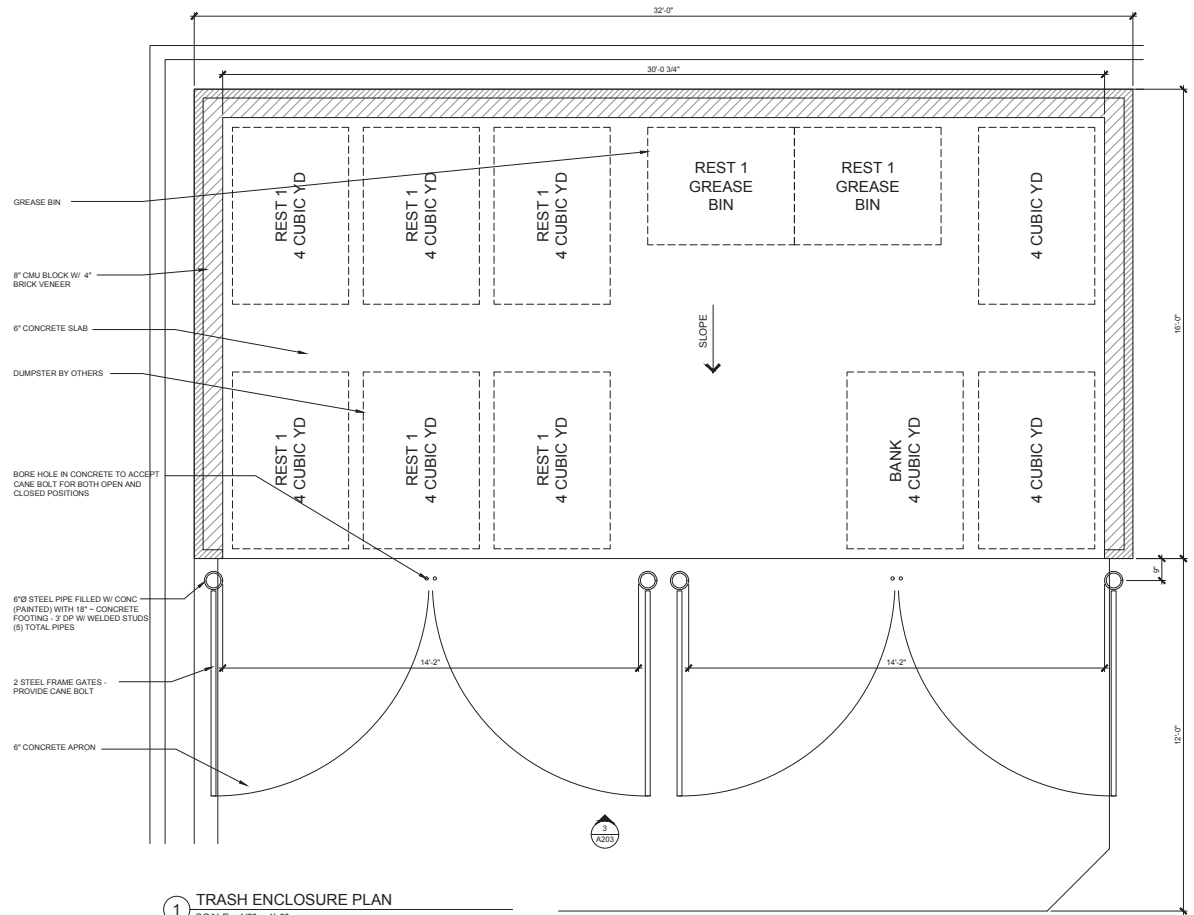 32'-0"
30'-0 3/4"
REST 1
4 CUBIC YD
REST 1
4 CUBIC YD
REST 1
4 CUBIC YD
REST 1
GREASE
BIN
REST 1
GREASE
BIN
4 CUBIC YD
GREASE BIN
8" CMU BLOCK W/ 4"
BRICK VENEER
6" CONCRETE SLAB
SLOPE
16'-0"
DUMPSTER BY OTHERS
REST 1
4 CUBIC YD
REST 1
4 CUBIC YD
REST 1
4 CUBIC YD
BANK
4 CUBIC YD
4 CUBIC YD
BORE HOLE IN CONCRETE TO ACCEPT
CANE BOLT FOR BOTH OPEN AND
CLOSED POSITIONS
9"
6"Ø STEEL PIPE FILLED W/ CONC
(PAINTED) WITH 18" ~ CONCRETE
FOOTING - 3' DP W/ WELDED STUDS
(5) TOTAL PIPES
14'-2"
14'-2"
2 STEEL FRAME GATES -
PROVIDE CANE BOLT
6" CONCRETE APRON
12'-0"
3
A203
1
TRASH ENCLOSURE PLAN